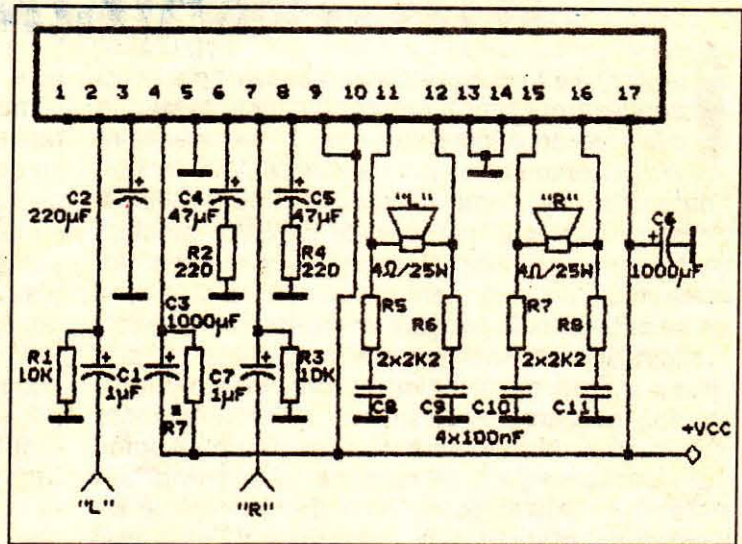 1 2 3 4 5 6 7 8 9 10 11 12 13 14 15 16 17
C2
220µF
C4
47µF
C5
47µF
"L"
"R"
C6
1000µF
R2
220
R4
220
4Ω/25W
4Ω/25W
C3
1000µF
R5
R6
R7
R8
R1
10K
C1
1µF
*
R7
C7
1µF
R3
10K
2x2K2
2x2K2
C8
C9
C10
C11
4x100nF
+VCC
"L"
"R"